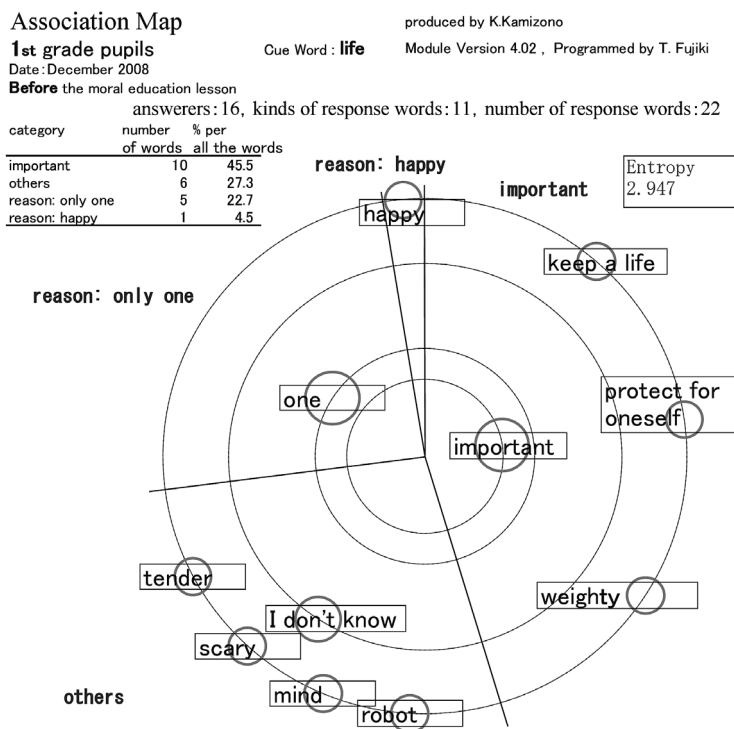 Association Map
produced by K.Kamizono
1st grade pupils
Cue Word : life
Module Version 4.02 , Programmed by T. Fujiki
Date:December 2008
Before the moral education lesson
answerers:16, kinds of response words:11, number of response words:22
category number % per
of words all the words
important 10 45.5
others 6 27.3
reason: only one 5 22.7
reason: happy 1 4.5
reason: happy
important
Entropy
2.947
happy
keep a life
reason: only one
one
protect for
oneself
important
tender
weighty
I don't know
scary
others
mind
robot